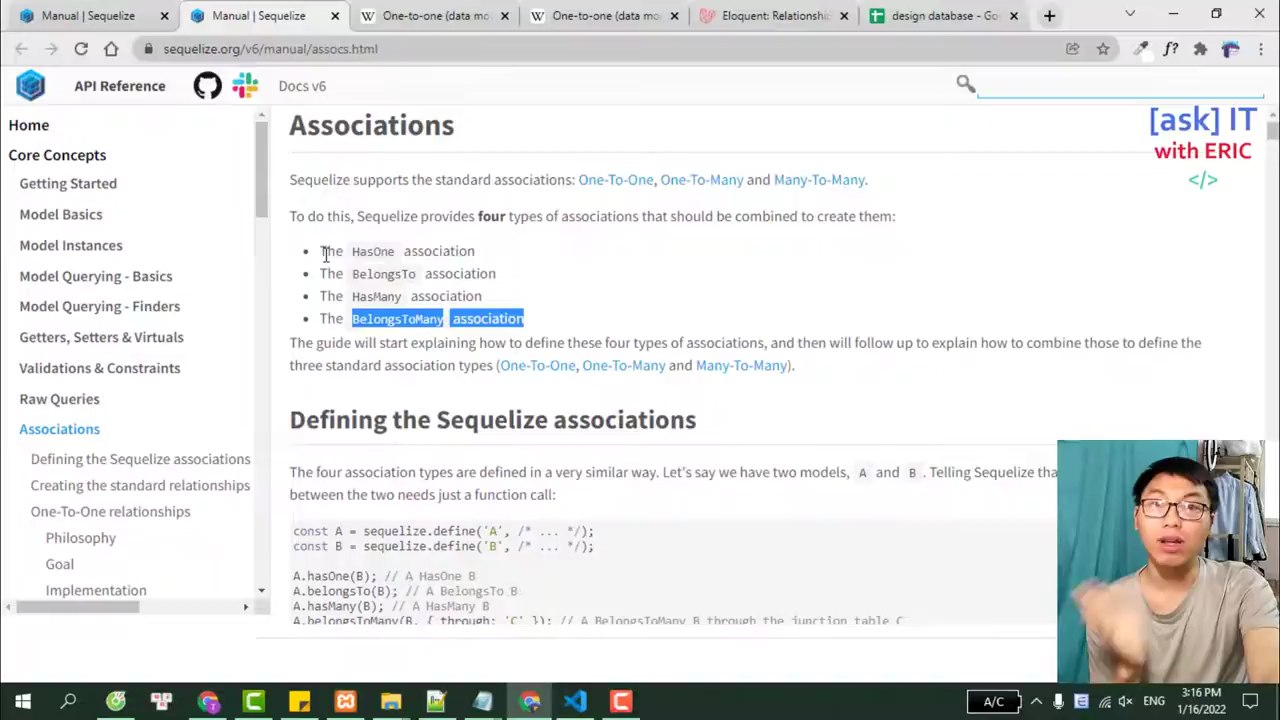 Manual | Sequelize
Manual | Sequelize
One-to-one (data mo
One-to-one (data mo
Eloquent: Relationsh
design database - Go
sequelize.org/v6/manual/assocs.html
f?
API Reference
Docs v6
[ask] IT
with ERIC
</>
Home
Core Concepts
Getting Started
Model Basics
Model Instances
Model Querying - Basics
Model Querying - Finders
Getters, Setters & Virtuals
Validations & Constraints
Raw Queries
Associations
Defining the Sequelize associations
Creating the standard relationships
One-To-One relationships
Philosophy
Goal
Implementation
Associations
Sequelize supports the standard associations: One-To-One, One-To-Many and Many-To-Many.
To do this, Sequelize provides four types of associations that should be combined to create them:
• The HasOne association
• The BelongsTo association
• The HasMany association
• The BelongsToMany association
The guide will start explaining how to define these four types of associations, and then will follow up to explain how to combine those to define the
three standard association types (One-To-One, One-To-Many and Many-To-Many).
Defining the Sequelize associations
The four association types are defined in a very similar way. Let's say we have two models, A and B. Telling Sequelize tha
between the two needs just a function call:
const A = sequelize.define('A', /* ... */);
const B = sequelize.define('B', /* ... */);
A.hasOne(B); // A HasOne B
A.belongsTo(B); // A BelongsTo B
A.hasMany(B); // A HasMany B
A.belongsToMany(B, { through: 'C' }); // A BelongsToMany B through the junction table C
A/C
ENG
3:16 PM
1/16/2022